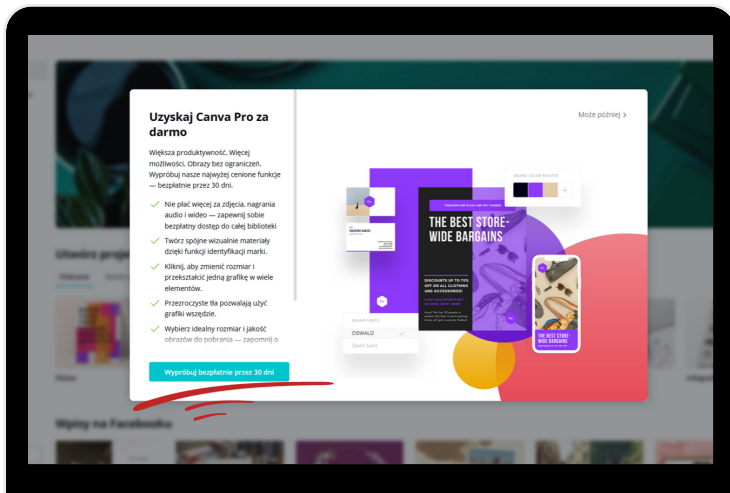 Uzyskaj Canva Pro za
darmo
Większa produktywność. Więcej
możliwości. Obrazy bez ograniczeń.
Wypróbuj nasze najwyżej cenione funkcje
— bezpłatnie przez 30 dni.
Nie płać więcej za zdjęcia, nagrania
audio i wideo — zapewnij sobie
bezpłatny dostęp do całej biblioteki
Twórz spójne wizualnie materiały
dzięki funkcji identyfikacji marki.
Kliknij, aby zmienić rozmiar i
przekształcić jedną grafikę w wiele
elementów.
Przezroczyste tła pozwalają użyć
grafiki wszędzie.
Wybierz idealny rozmiar i jakość
obrazów do pobrania — zapomnij o
Wypróbuj bezpłatnie przez 30 dni
Może później
BRAND COLOR PALETTE
THE BEST STORE-
WIDE BARGAINS
DISCOUNTS UP TO 70%
OFF ON ALL CLOTHING
AND ACCESSORIES!
BRAND FONTS
OSWALD
Open Sans
THE BEST STORE-
WIDE BARGAINS
Utwórz proje
Wpisy na Facebooku